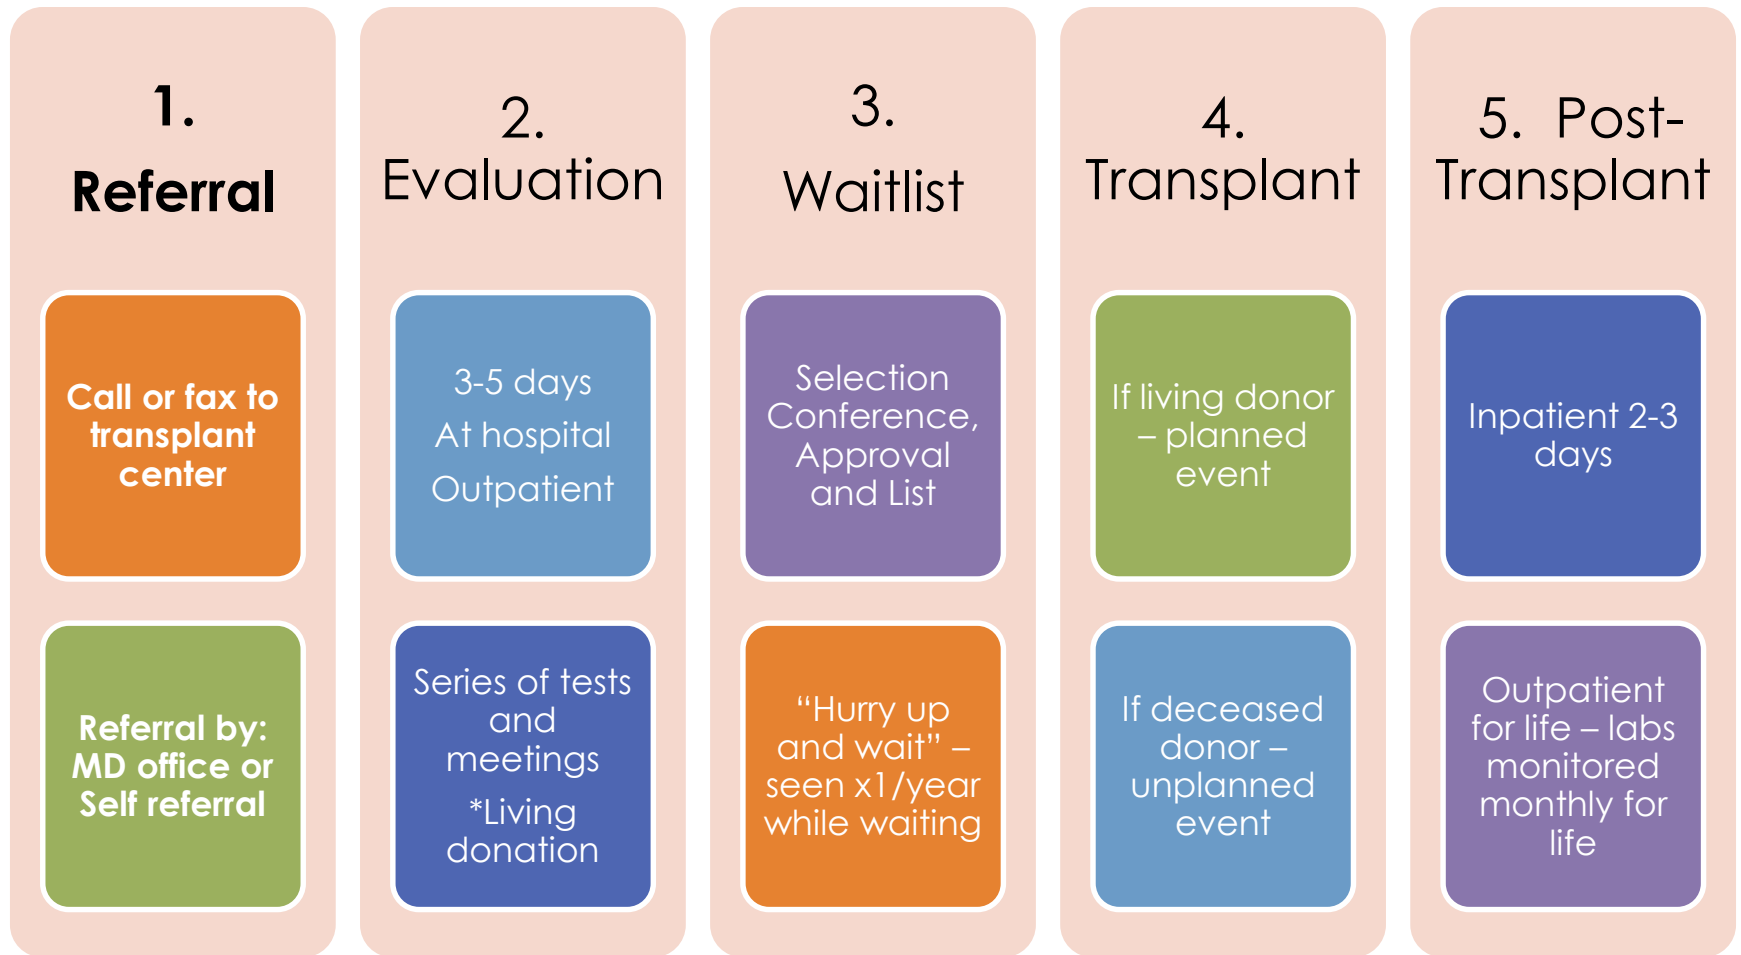 1.
Referral
Call or fax to
transplant
center
Referral by:
MD office or
Self referral
2.
Evaluation
3-5 days
At hospital
Outpatient
Series of tests
and
meetings
*Living
donation
3.
Waitlist
Selection
Conference,
Approval
and List
“Hurry up
and wait” –
seen x1/year
while waiting
4.
Transplant
If living donor
– planned
event
If deceased
donor –
unplanned
event
5. Post-
Transplant
Inpatient 2-3
days
Outpatient
for life – labs
monitored
monthly for
life